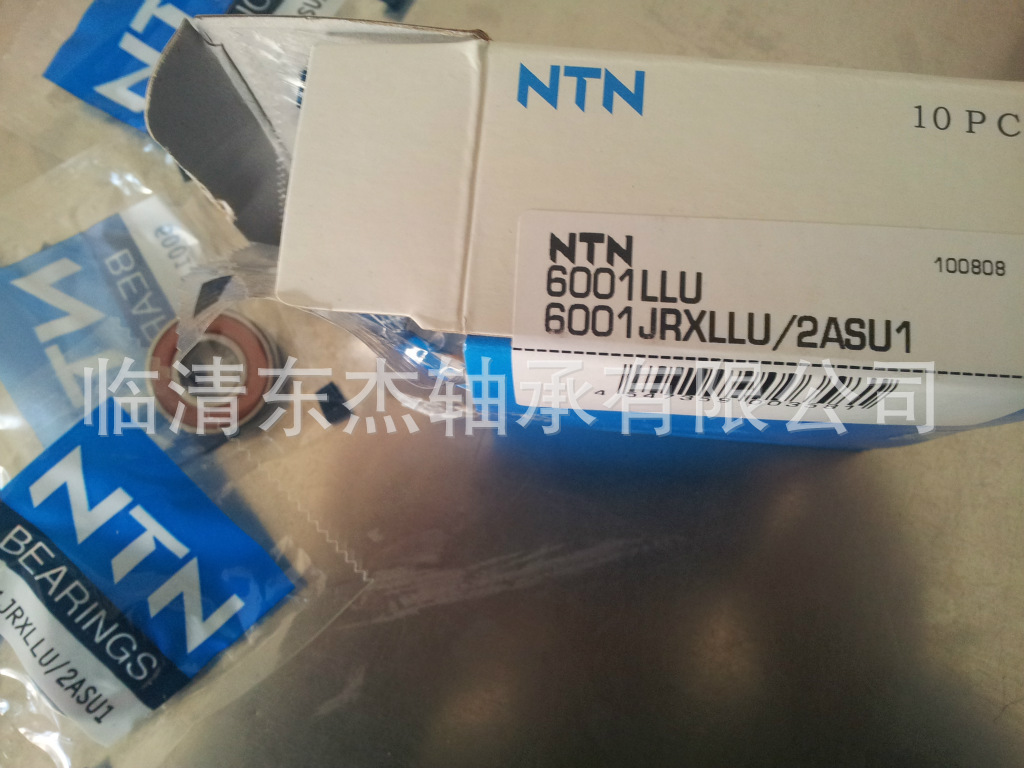 NTN
10 PC
NTN
6001LLU
100808
6001JRXLLU/2ASU1
临清东杰轴承有限公司
NTN
BEARINGS
JRXLLU/2ASU1